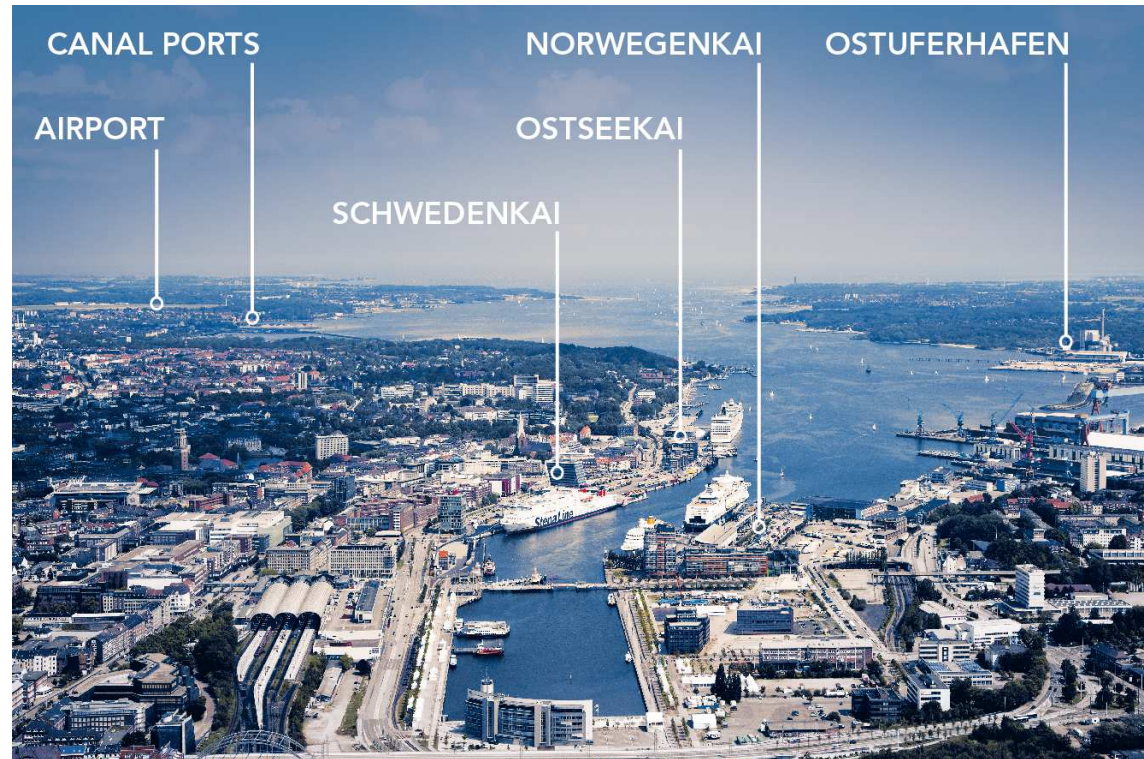 CANAL PORTS
NORWEGENKAI
OSTUFERHAFEN
AIRPORT
OSTSEEKAI
SCHWEDENKAI
Stena Line